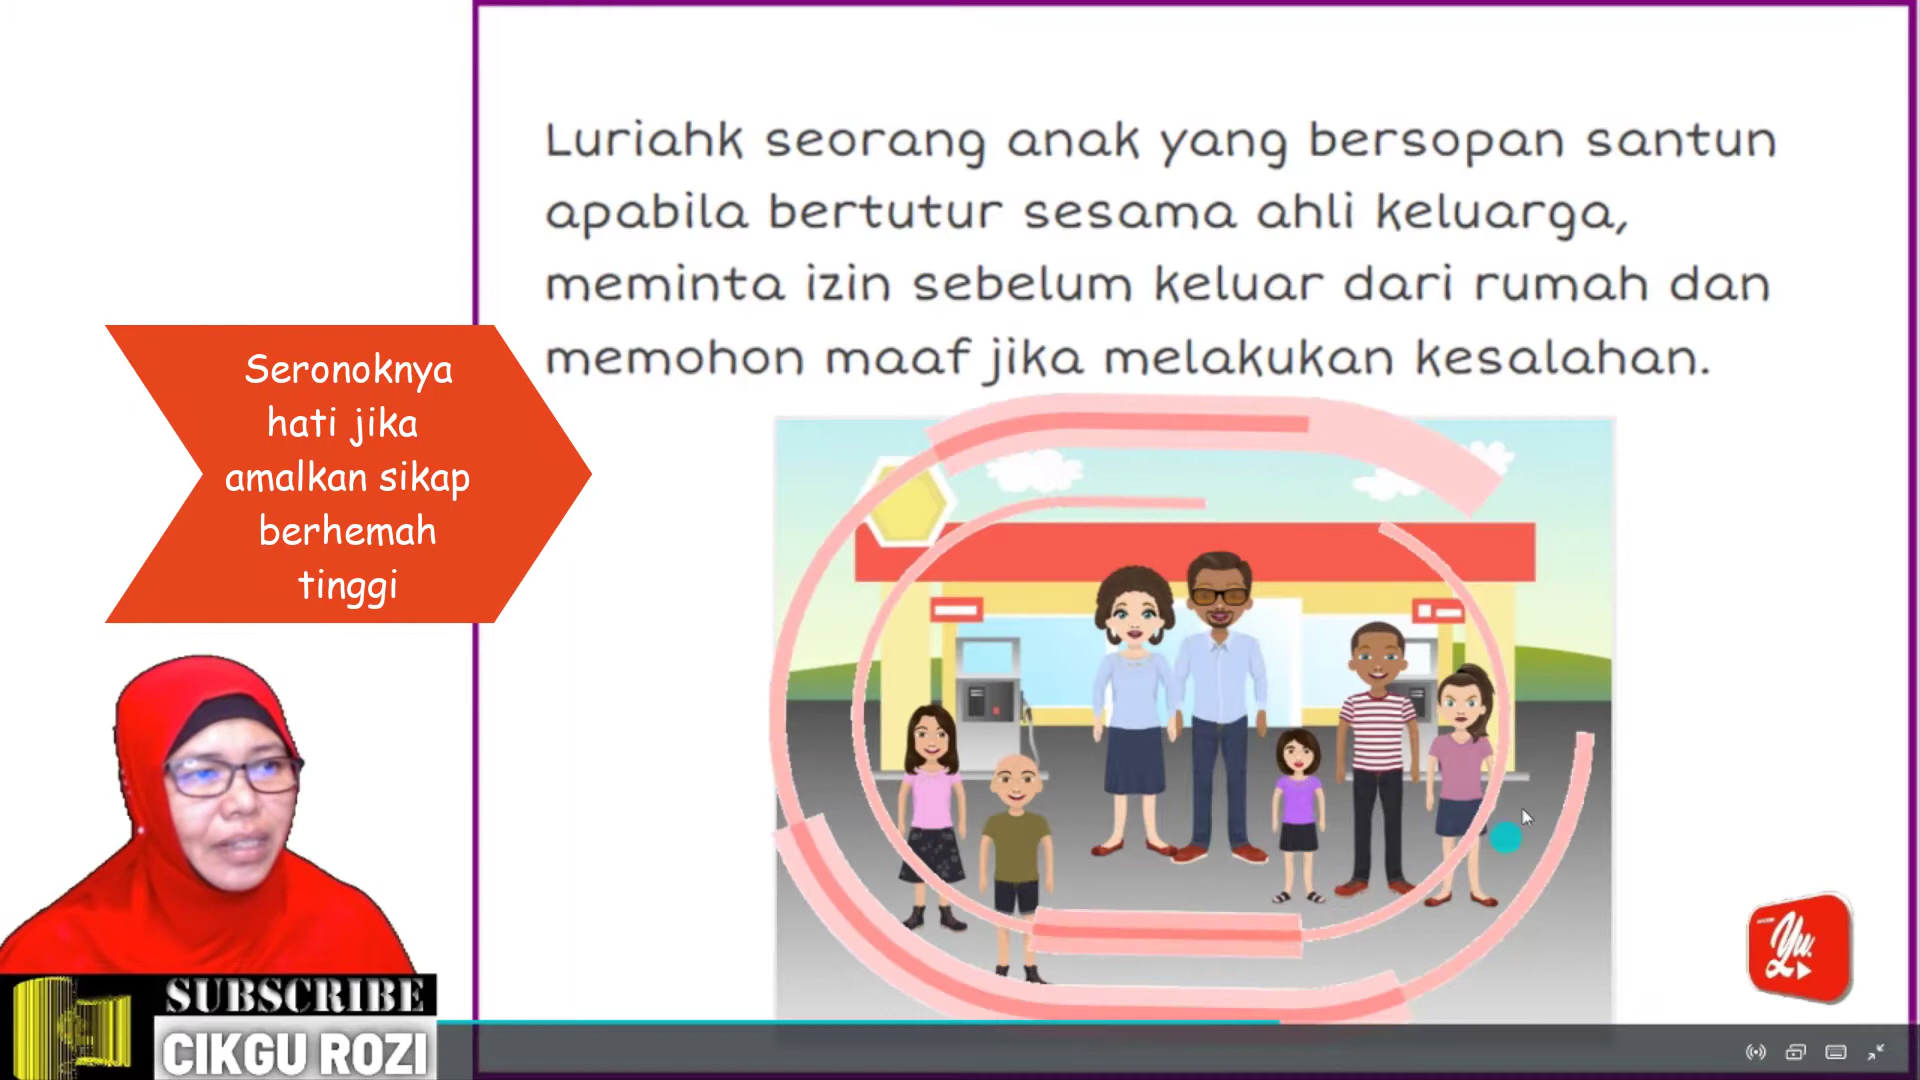 Luriahk seorang anak yang bersopan santun
apabila bertutur sesama ahli keluarga,
meminta izin sebelum keluar dari rumah dan
memohon maaf jika melakukan kesalahan.
Seronoknya
hati jika
amalkan sikap
berhemah
tinggi
SUBSCRIBE
CIKGU ROZI
Yu.